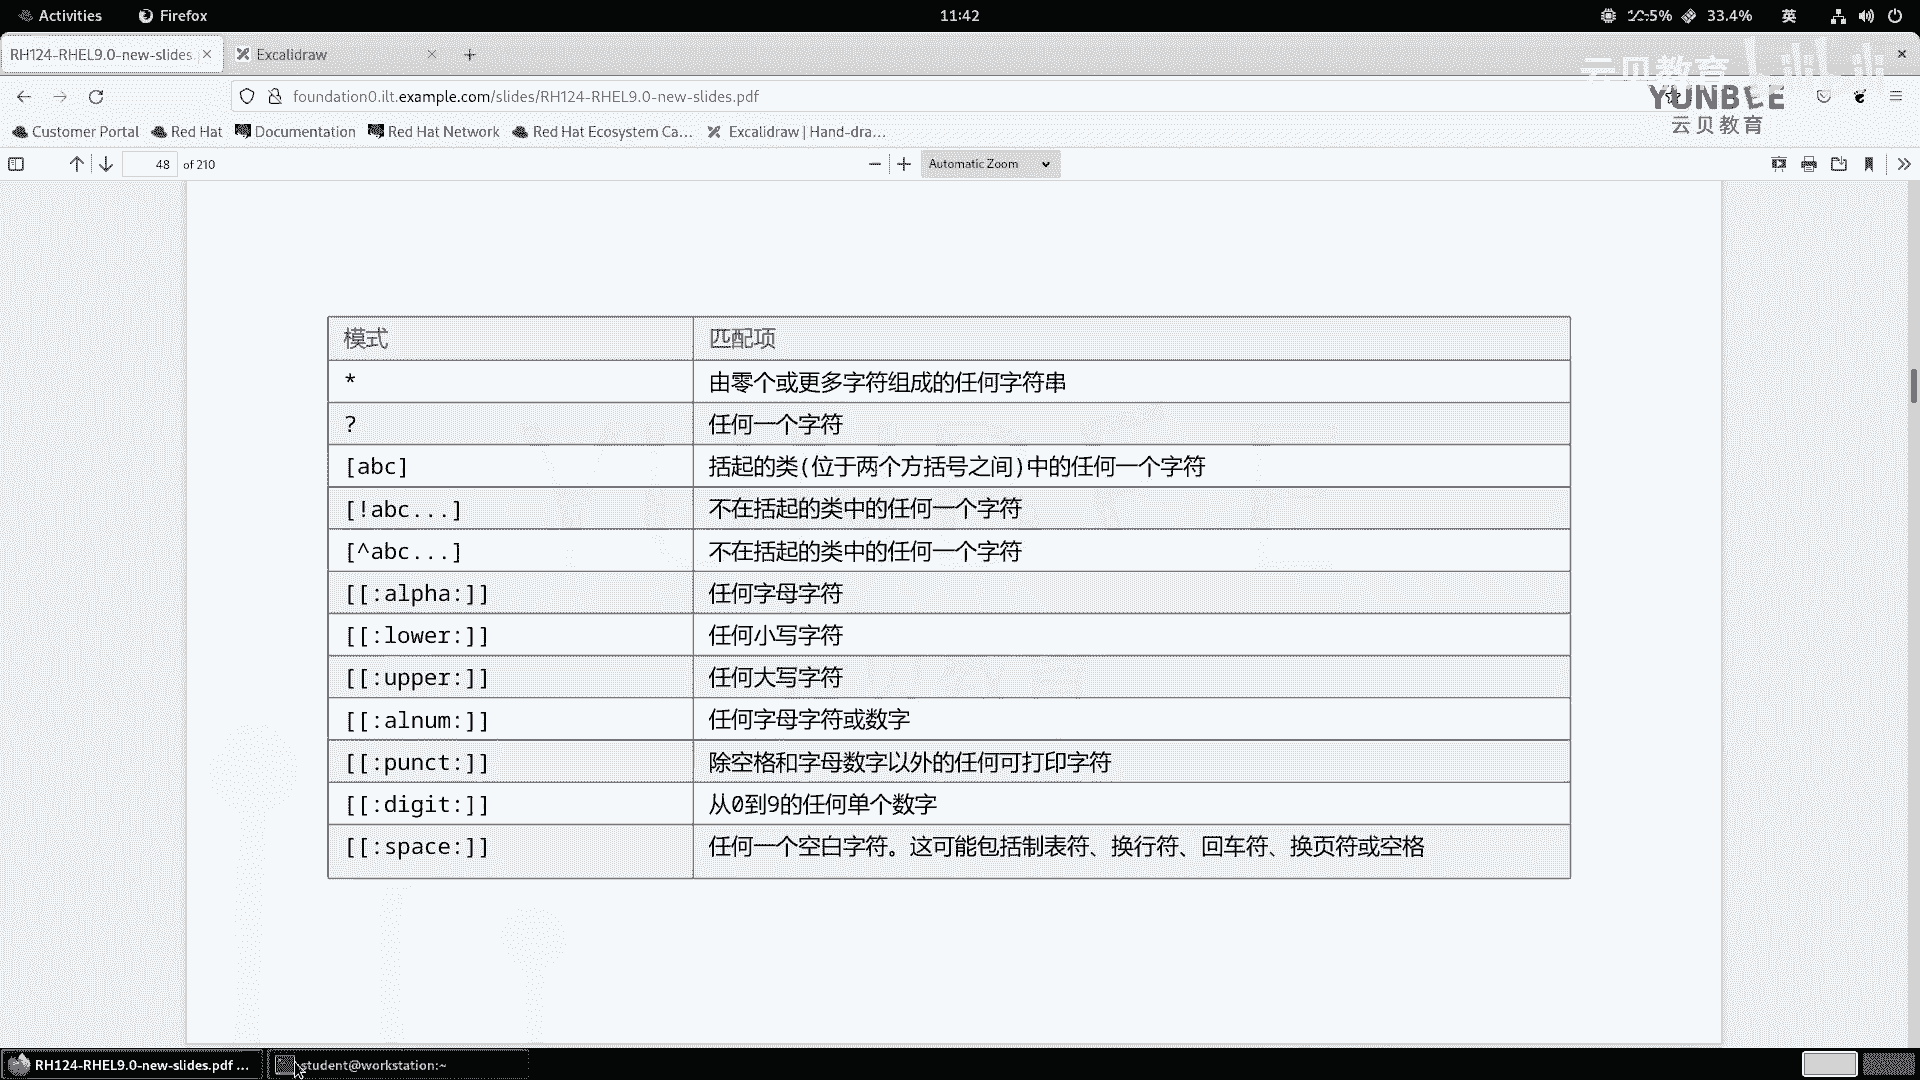 Activities Firefox 11:42 33.4% 英
RH124-RHEL9.0-new-slides Excalidraw
云贝教育
foundation0.ilt.example.com/slides/RH124-RHEL9.0-new-slides.pdf
YUNBEE
云贝教育
Customer Portal Red Hat Documentation Red Hat Network Red Hat Ecosystem Ca... Excalidraw | Hand-dra...
48 of 210 Automatic Zoom
模式 匹配项
* 由零个或更多字符组成的任何字符串
? 任何一个字符
[abc] 括起的类(位于两个方括号之间)中的任何一个字符
[!abc...] 不在括起的类中的任何一个字符
[^abc...] 不在括起的类中的任何一个字符
[[:alpha:]] 任何字母字符
[[:lower:]] 任何小写字符
[[:upper:]] 任何大写字符
[[:alnum:]] 任何字母字符或数字
[[:punct:]] 除空格和字母数字以外的任何可打印字符
[[:digit:]] 从0到9的任何单个数字
[[:space:]] 任何一个空白字符。这可能包括制表符、换行符、回车符、换页符或空格
RH124-RHEL9.0-new-slides.pdf ... student@workstation:~